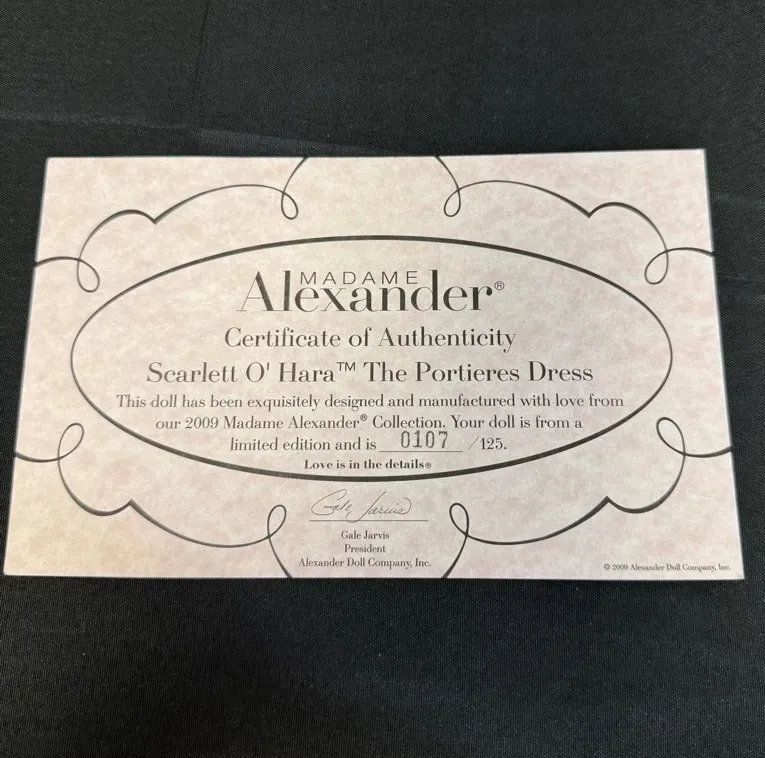 MADAME
Alexander®
Certificate of Authenticity
Scarlett O' Hara™ The Portieres Dress
This doll has been exquisitely designed and manufactured with love from
our 2009 Madame Alexander® Collection. Your doll is from a
limited edition and is 0107 /125.
Love is in the details®
Gale Jarvis
Gale Jarvis
President
Alexander Doll Company, Inc.
© 2009 Alexander Doll Company, Inc.